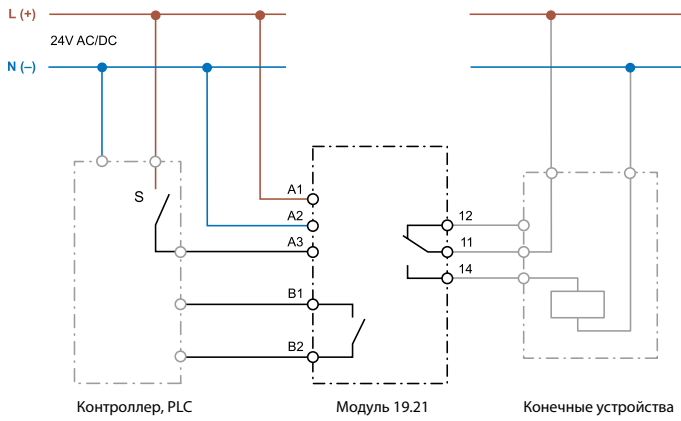 L (+)
24V AC/DC
N (–)
S
A1
A2
A3
B1
B2
12
11
14
Контроллер, PLC
Модуль 19.21
Конечные устройства